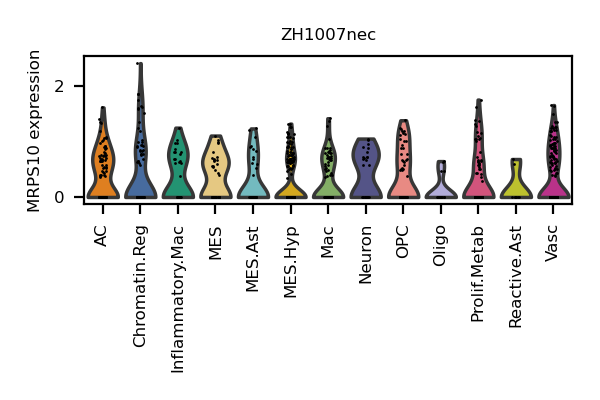 ZH1007nec
MRPS10 expression
2
0
AC
Chromatin.Reg
Inflammatory.Mac
MES
MES.Ast
MES.Hyp
Mac
Neuron
OPC
Oligo
Prolif.Metab
Reactive.Ast
Vasc